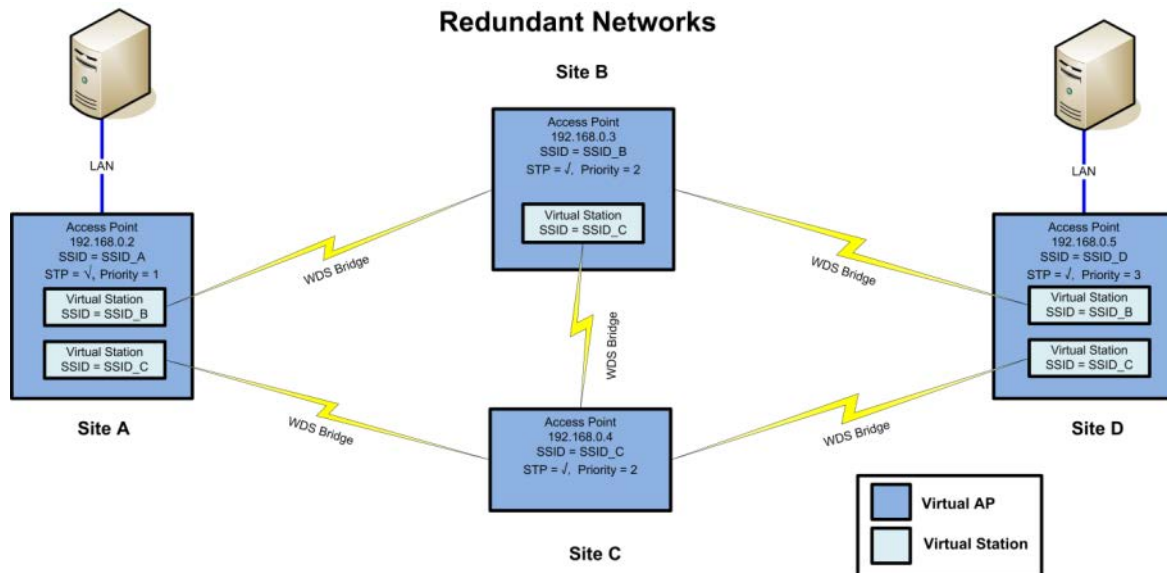 Redundant Networks
Site B
Access Point
192.168.0.3
SSID = SSID_B
STP = √, Priority = 2
Virtual Station
SSID = SSID_C
LAN
Access Point
192.168.0.2
SSID = SSID_A
STP = √, Priority = 1
Virtual Station
SSID = SSID_B
Virtual Station
SSID = SSID_C
Site A
LAN
Access Point
192.168.0.5
SSID = SSID_D
STP = √, Priority = 3
Virtual Station
SSID = SSID_B
Virtual Station
SSID = SSID_C
Site D
WDS Bridge
WDS Bridge
WDS Bridge
WDS Bridge
WDS Bridge
Access Point
192.168.0.4
SSID = SSID_C
STP = √, Priority = 2
Site C
Virtual AP
Virtual Station